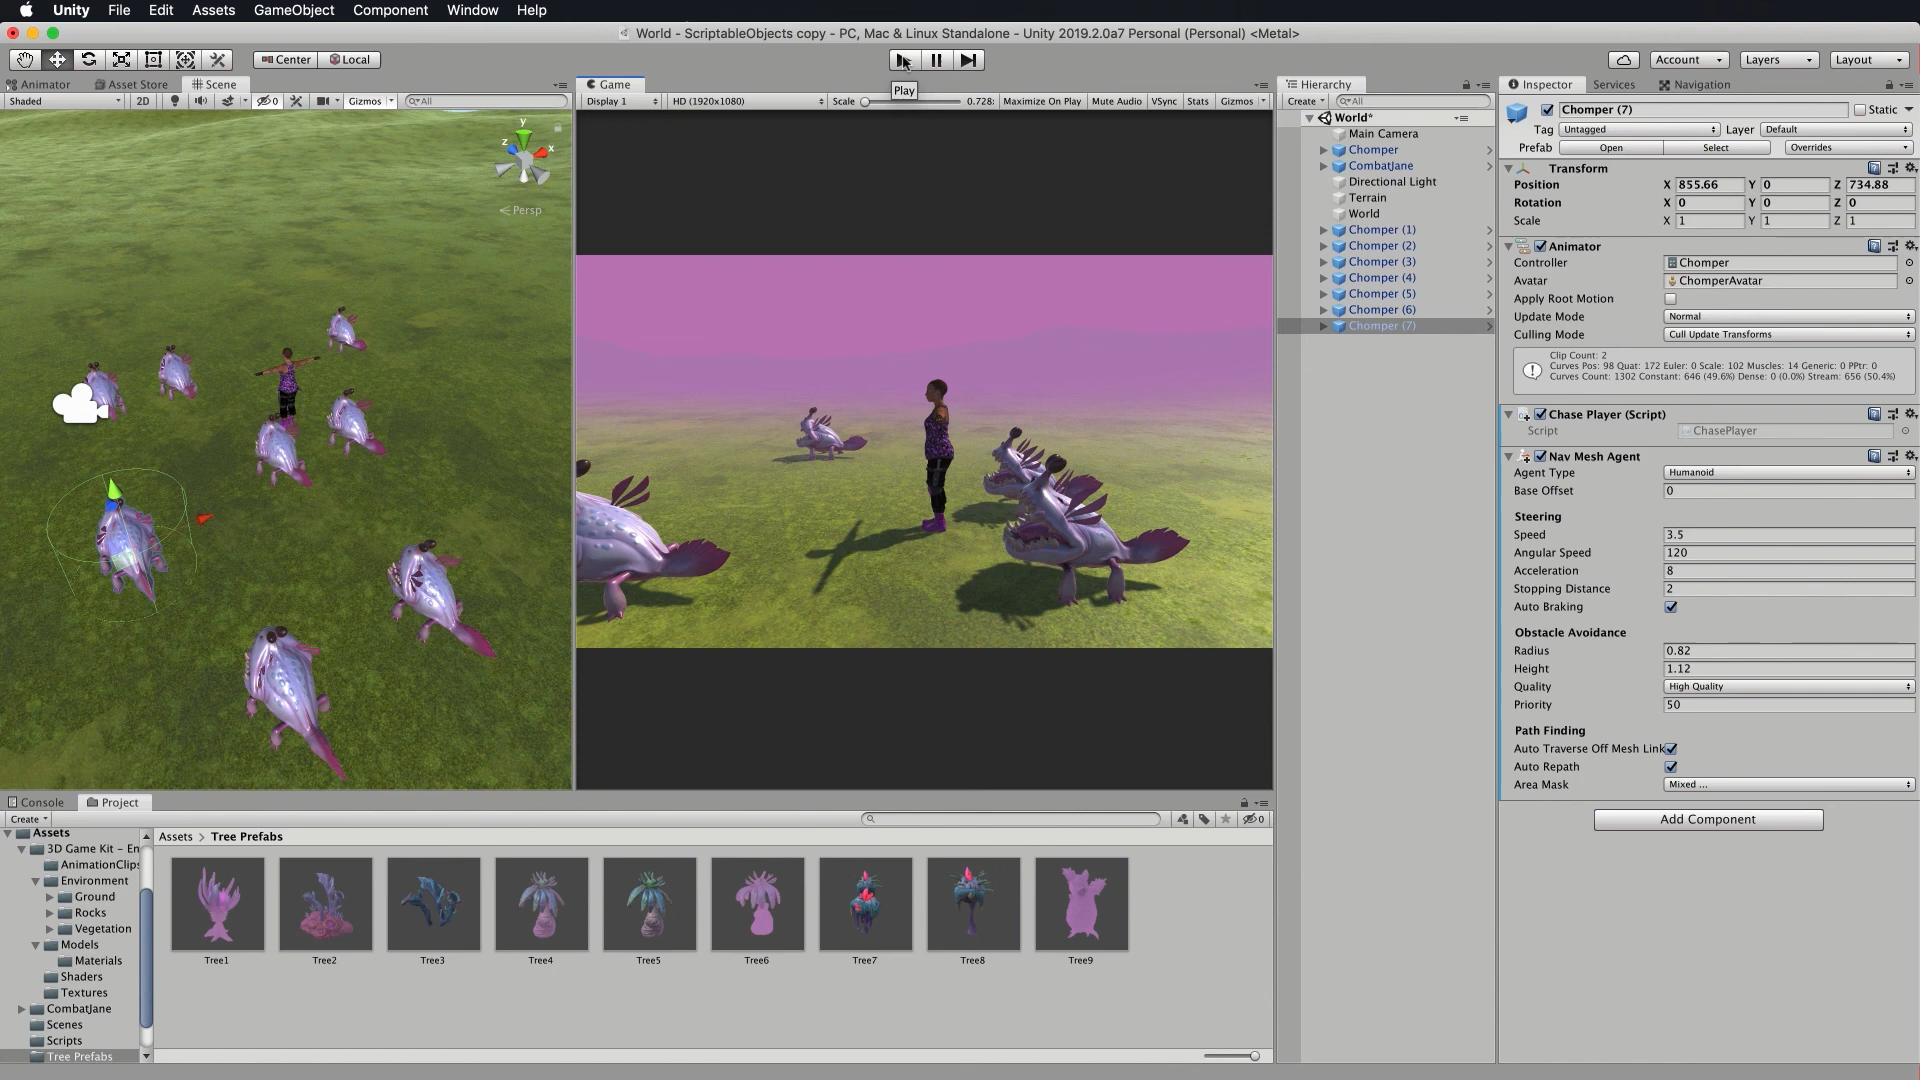 Unity File Edit Assets GameObject Component Window Help
World - ScriptableObjects copy - PC, Mac & Linux Standalone - Unity 2019.2.0a7 Personal (Personal) <Metal>
Center Local
Account Layers Layout
Animator Asset Store Scene
Shaded 2D 0 Gizmos All
Persp
y
z
x
Game
Display 1 HD (1920x1080) Scale 0.728: Maximize On Play Mute Audio VSync Stats Gizmos
Play
Hierarchy
Create All
World*
Main Camera
Chomper
CombatJane
Directional Light
Terrain
World
Chomper (1)
Chomper (2)
Chomper (3)
Chomper (4)
Chomper (5)
Chomper (6)
Chomper (7)
Inspector Services Navigation
Chomper (7) Static
Tag Untagged Layer Default
Prefab Open Select Overrides
Transform
Position X 855.66 Y 0 Z 734.88
Rotation X 0 Y 0 Z 0
Scale X 1 Y 1 Z 1
Animator
Controller Chomper
Avatar ChomperAvatar
Apply Root Motion
Update Mode Normal
Culling Mode Cull Update Transforms
Clip Count: 2
Curves Pos: 98 Quat: 172 Euler: 0 Scale: 102 Muscles: 14 Generic: 0 PPtr: 0
Curves Count: 1302 Constant: 646 (49.6%) Dense: 0 (0.0%) Stream: 656 (50.4%)
Chase Player (Script)
Script ChasePlayer
Nav Mesh Agent
Agent Type Humanoid
Base Offset 0
Steering
Speed 3.5
Angular Speed 120
Acceleration 8
Stopping Distance 2
Auto Braking
Obstacle Avoidance
Radius 0.82
Height 1.12
Quality High Quality
Priority 50
Path Finding
Auto Traverse Off Mesh Link
Auto Repath
Area Mask Mixed ...
Add Component
Console Project
Create 0
Assets
3D Game Kit - En
AnimationClips
Environment
Ground
Rocks
Vegetation
Models
Materials
Shaders
Textures
CombatJane
Scenes
Scripts
Tree Prefabs
Assets > Tree Prefabs
Tree1 Tree2 Tree3 Tree4 Tree5 Tree6 Tree7 Tree8 Tree9